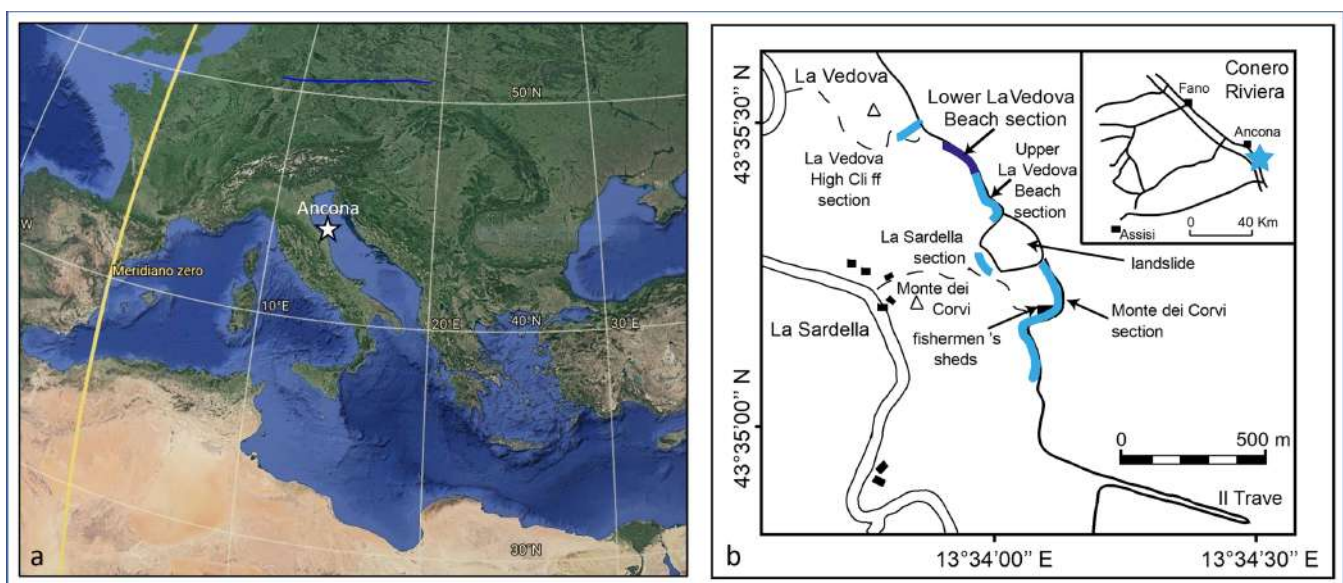 50°N
Ancona
W
Meridiano zero
10°E
20°E
40°N
30°E
30°N
a
La Vedova
Lower LaVedova
Beach section
La Vedova
High Cli ff
section
Upper
La Vedova
Beach
section
La Sardella
section
landslide
Monte dei
Corvi
Monte dei Corvi
section
La Sardella
fishermen 's
sheds
0 500 m
Il Trave
43°35'30'' N
43°35'00'' N
13°34'00'' E
13°34'30'' E
Conero
Riviera
Fano
Ancona
Assisi
0 40 Km
b